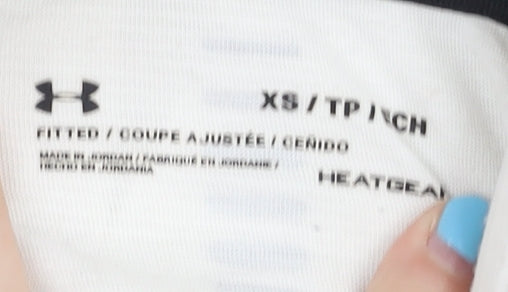 XS / TP / CH
FITTED / COUPE AJUSTÉE / CEÑIDO
MADE IN JORDAN / FABRIQUÉ EN JORDANIE /
HECHO EN JORDANIA
HEATGEAR